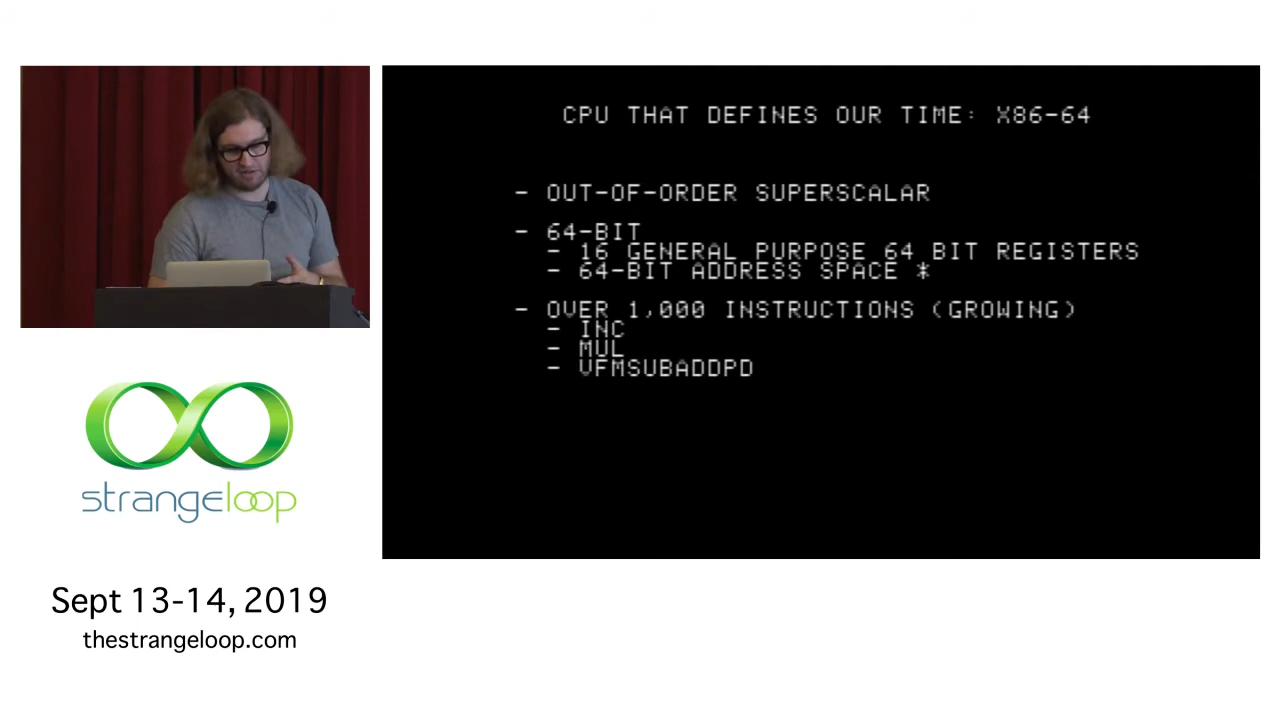 CPU THAT DEFINES OUR TIME: X86-64
- OUT-OF-ORDER SUPERSCALAR
- 64-BIT
- 16 GENERAL PURPOSE 64 BIT REGISTERS
- 64-BIT ADDRESS SPACE *
- OVER 1,000 INSTRUCTIONS (GROWING)
- INC
- MUL
- VFMSUBADDPD
strangeloop
Sept 13-14, 2019
thestrangeloop.com